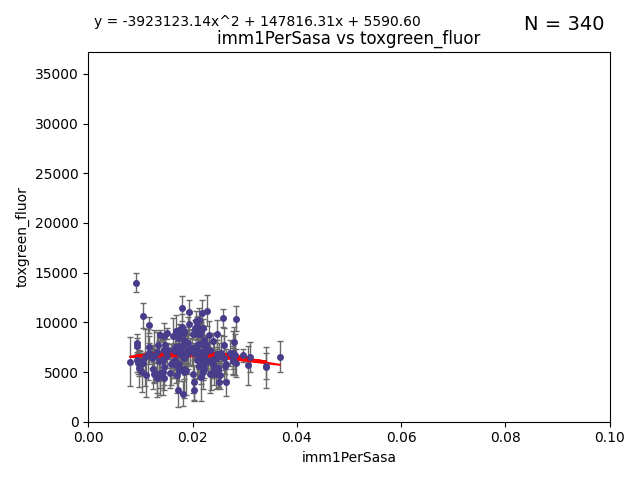 y = -3923123.14x^2 + 147816.31x + 5590.60
N = 340
imm1PerSasa vs toxgreen_fluor
toxgreen_fluor
35000
30000
25000
20000
15000
10000
5000
0
0.00 0.02 0.04 0.06 0.08 0.10
imm1PerSasa